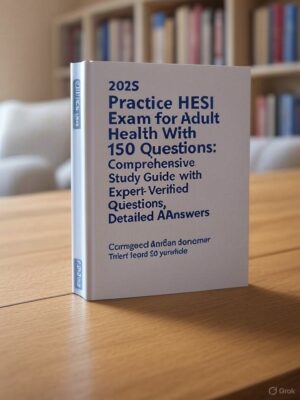 2025
Practice HESI
Exam for Adult
Health With
150 Questions:
Comprehensive
Study Guide with
Expert-Verified
Questions,
Detailed AAnswers
Grok